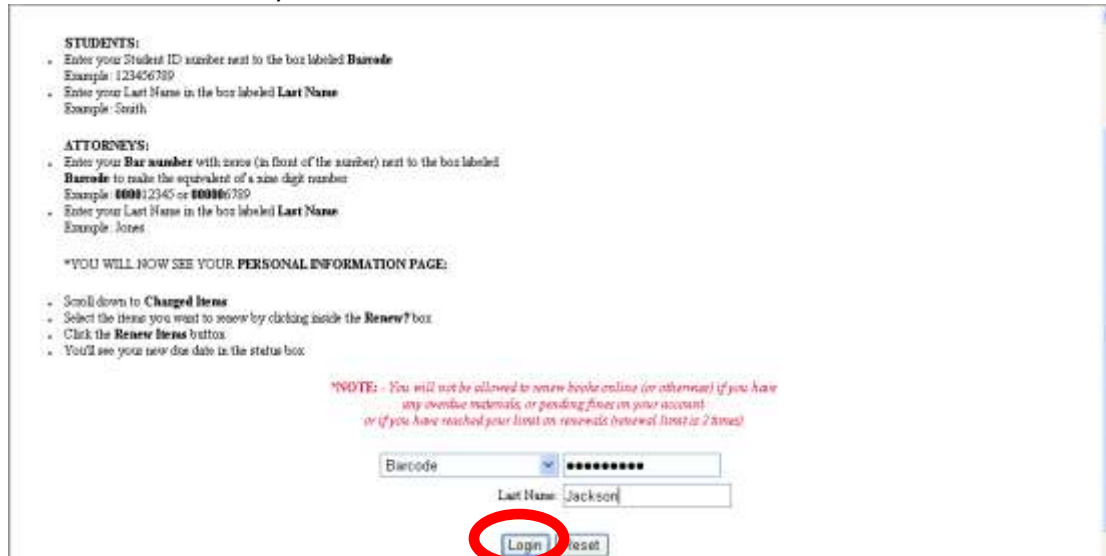 STUDENTS:
Enter your Student ID number next to the box labeled Barcode
Example: 123456789
Enter your Last Name in the box labeled Last Name
Example: Smith
ATTORNEYS:
Enter your Bar number with zeros (in front of the number) next to the box labeled
Barcode to make the equivalent of a nine digit number
Example: 000012345 or 000006789
Enter your Last Name in the box labeled Last Name
Example: Jones
*YOU WILL NOW SEE YOUR PERSONAL INFORMATION PAGE:
Scroll down to Charged Items
Select the items you want to renew by clicking inside the Renew? box
Click the Renew Items button
You'll see your new due date in the status box
*NOTE: - You will not be allowed to renew books online (or otherwise) if you have
any overdue materials, or pending fines on your account
or if you have reached your limit on renewals (renewal limit is 2 times)
Barcode •••••••••
Last Name: Jackson
Login Reset